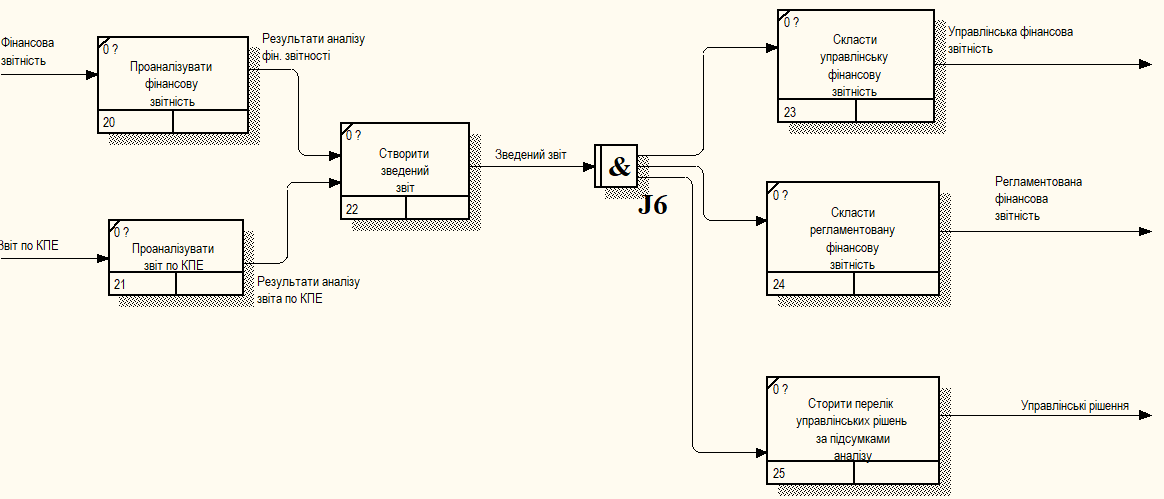 Фінансова
звітність
0 ?
Проаналізувати
фінансову
звітність
20
Результати аналізу
фін. звітності
Звіт по КПЕ
0 ?
Проаналізувати
звіт по КПЕ
21
Результати аналізу
звіта по КПЕ
0 ?
Створити
зведений
звіт
22
Зведений звіт
&
J6
0 ?
Скласти
управлінську
фінансову
звітність
23
Управлінська фінансова
звітність
0 ?
Скласти
регламентовану
фінансову
звітність
24
Регламентована
фінансова
звітність
0 ?
Сторити перелік
управлінських рішень
за підсумками
аналізу
25
Управлінські рішення